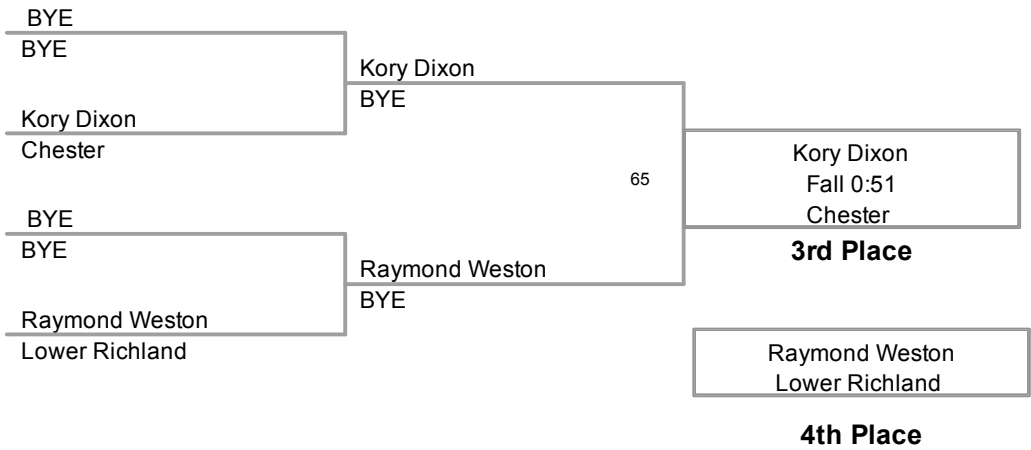 BYE
BYE
Kory Dixon
BYE
Kory Dixon
Chester
Kory Dixon
Fall 0:51
Chester
65
3rd Place
BYE
BYE
Raymond Weston
BYE
Raymond Weston
Lower Richland
Raymond Weston
Lower Richland
4th Place